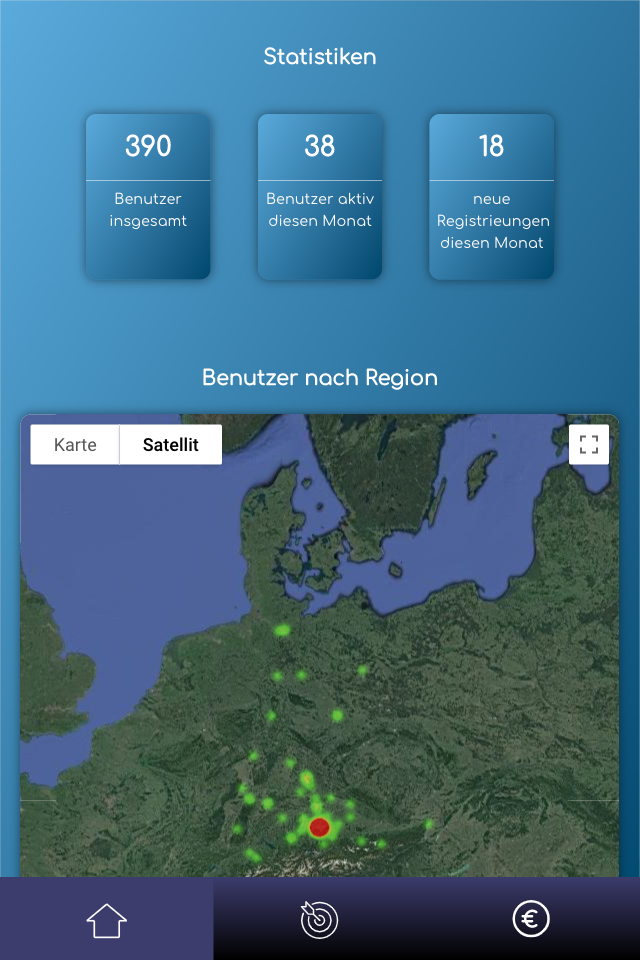 Statistiken
390
Benutzer
insgesamt
38
Benutzer aktiv
diesen Monat
18
neue
Registrieungen
diesen Monat
Benutzer nach Region
Karte
Satellit
€